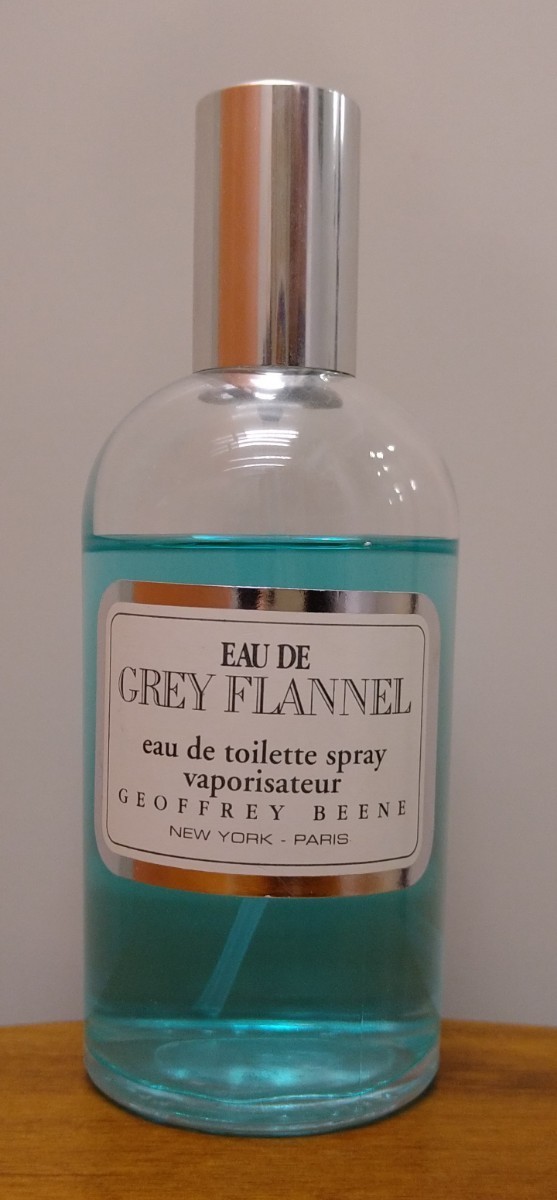 EAU DE
GREY FLANNEL
eau de toilette spray
vaporisateur
GEOFFREY BEENE
NEW YORK - PARIS